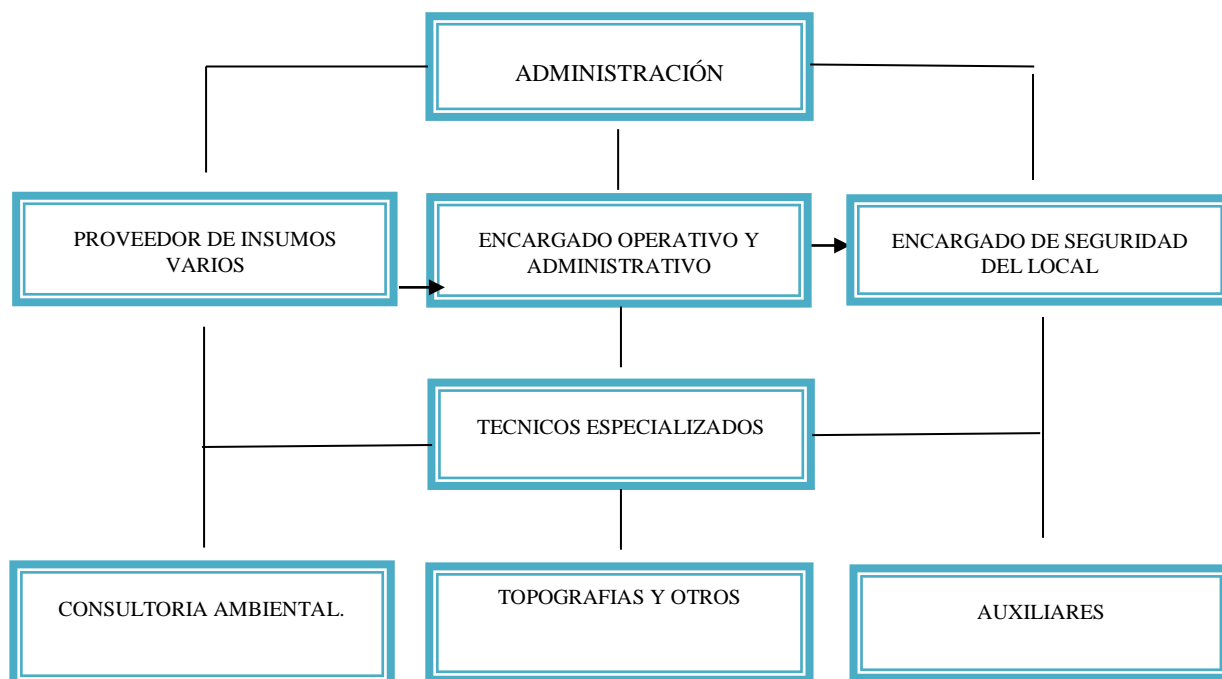 ADMINISTRACIÓN
PROVEEDOR DE INSUMOS
VARIOS
ENCARGADO OPERATIVO Y
ADMINISTRATIVO
ENCARGADO DE SEGURIDAD
DEL LOCAL
TECNICOS ESPECIALIZADOS
CONSULTORIA AMBIENTAL.
TOPOGRAFIAS Y OTROS
AUXILIARES